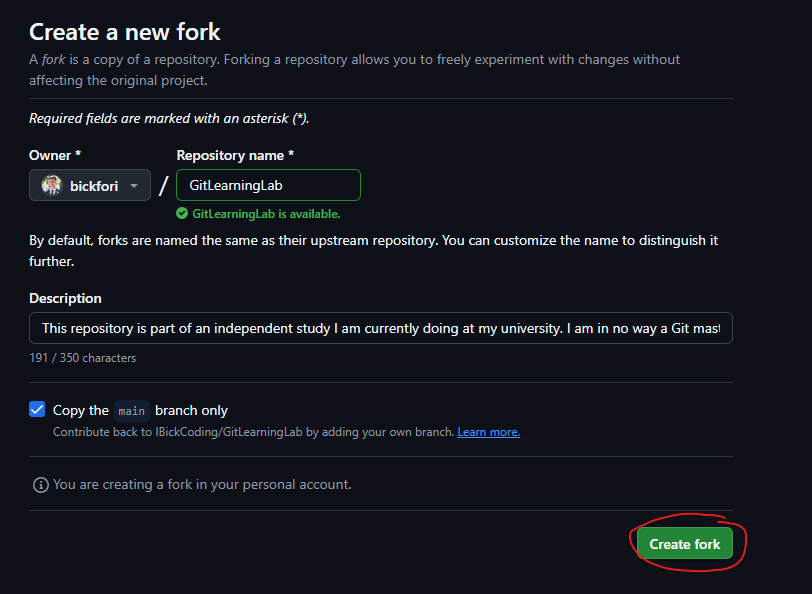 Create a new fork
A fork is a copy of a repository. Forking a repository allows you to freely experiment with changes without
affecting the original project.
Required fields are marked with an asterisk (*).
Owner * Repository name *
bickfori / GitLearningLab
GitLearningLab is available.
By default, forks are named the same as their upstream repository. You can customize the name to distinguish it
further.
Description
This repository is part of an independent study I am currently doing at my university. I am in no way a Git mast
191 / 350 characters
Copy the main branch only
Contribute back to IBickCoding/GitLearningLab by adding your own branch. Learn more.
You are creating a fork in your personal account.
Create fork